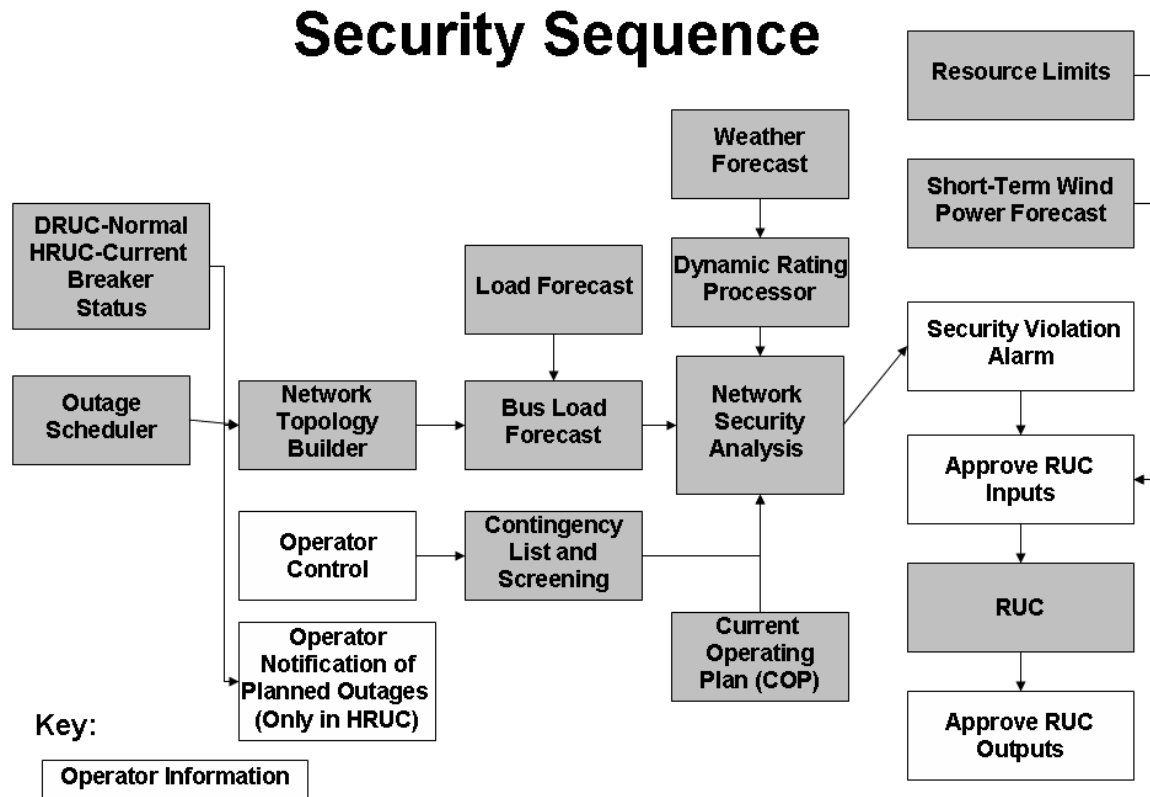 Security Sequence
Resource Limits
Weather
Forecast
Short-Term Wind
Power Forecast
DRUC-Normal
HRUC-Current
Breaker
Status
Load Forecast
Dynamic Rating
Processor
Security Violation
Alarm
Outage
Scheduler
Network
Topology
Builder
Bus Load
Forecast
Network
Security
Analysis
Approve RUC
Inputs
Operator
Control
Contingency
List and
Screening
RUC
Operator
Notification of
Planned Outages
(Only in HRUC)
Current
Operating
Plan (COP)
Approve RUC
Outputs
Key:
Operator Information